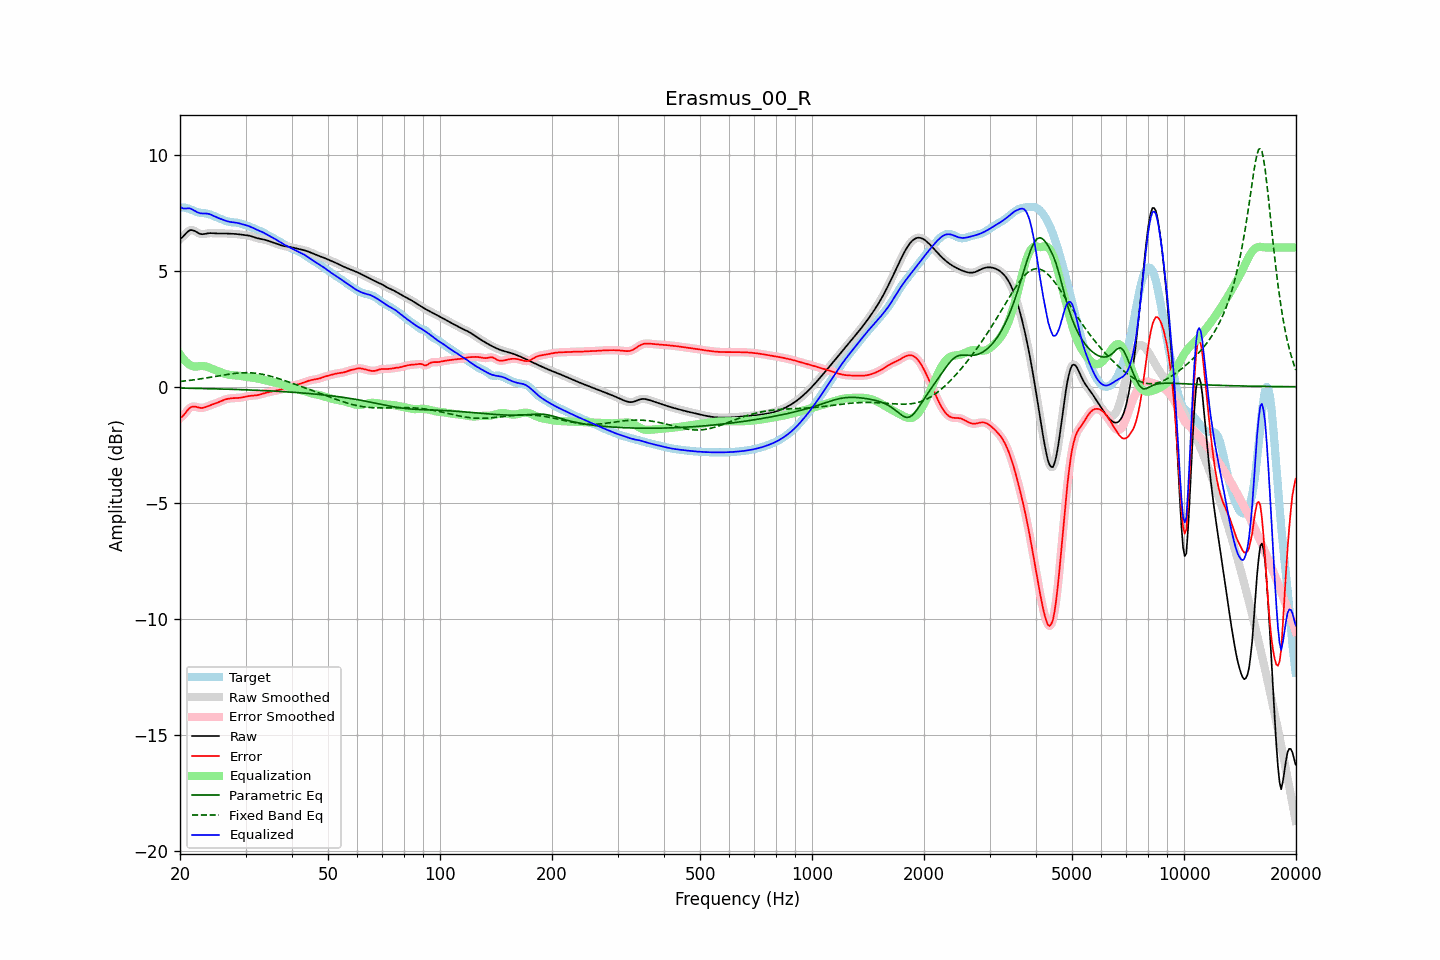 Erasmus_00_R
Amplitude (dBr)
10
5
0
−5
−10
−15
−20
Target
Raw Smoothed
Error Smoothed
Raw
Error
Equalization
Parametric Eq
Fixed Band Eq
Equalized
20 50 100 200 500 1000 2000 5000 10000 20000
Frequency (Hz)